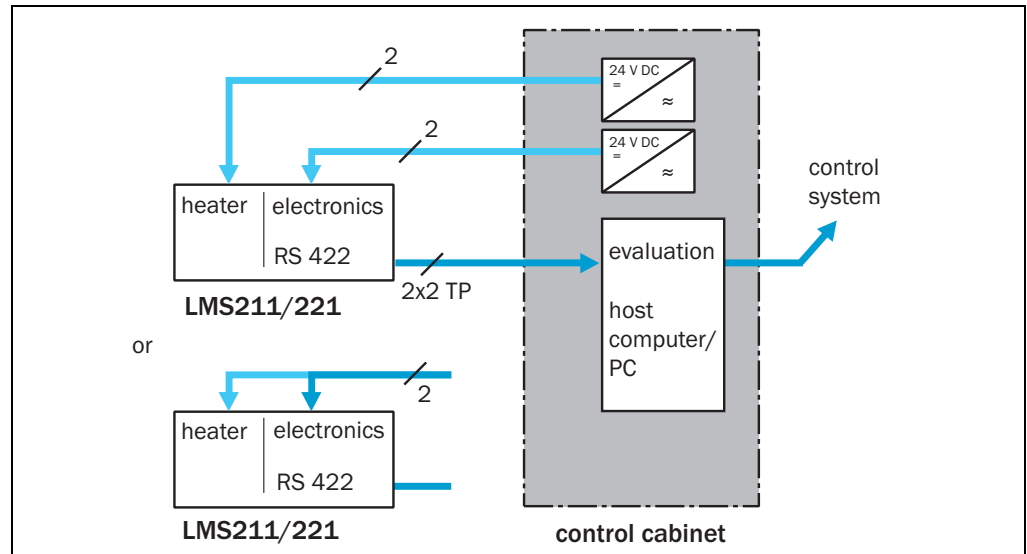 2
24 V DC
=
≈
2
24 V DC
=
≈
control
system
heater
electronics
RS 422
evaluation
2x2 TP
LMS211/221
host
computer/
PC
or
2
heater
electronics
RS 422
LMS211/221
control cabinet